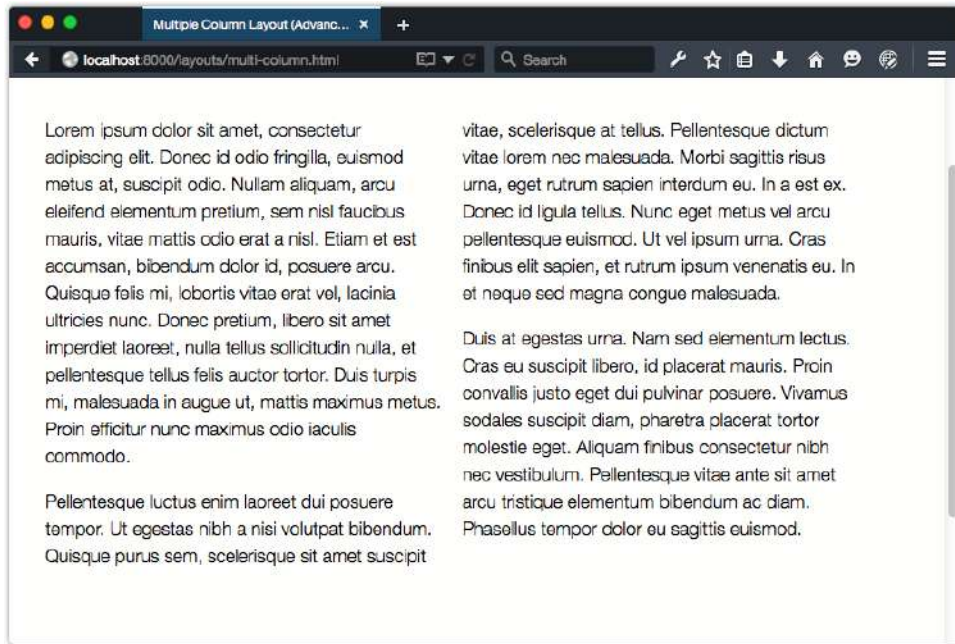 Multiple Column Layout (Advanc...
localhost:8000/layouts/multi-column.html
Search
Lorem ipsum dolor sit amet, consectetur
adipiscing elit. Donec id odio fringilla, euismod
metus at, suscipit odio. Nullam aliquam, arcu
eleifend elementum pretium, sem nisl faucibus
mauris, vitae mattis odio erat a nisl. Etiam et est
accumsan, bibendum dolor id, posuere arcu.
Quisque felis mi, lobortis vitae erat vel, lacinia
ultricies nunc. Donec pretium, libero sit amet
imperdiet laoreet, nulla tellus sollicitudin nulla, et
pellentesque tellus felis auctor tortor. Duis turpis
mi, malesuada in augue ut, mattis maximus metus.
Proin efficitur nunc maximus odio iaculis
commodo.
Pellentesque luctus enim laoreet dui posuere
tempor. Ut egestas nibh a nisi volutpat bibendum.
Quisque purus sem, scelerisque sit amet suscipit
vitae, scelerisque at tellus. Pellentesque dictum
vitae lorem nec malesuada. Morbi sagittis risus
urna, eget rutrum sapien interdum eu. In a est ex.
Donec id ligula tellus. Nunc eget metus vel arcu
pellentesque euismod. Ut vel ipsum urna. Cras
finibus elit sapien, et rutrum ipsum venenatis eu. In
et neque sed magna congue malesuada.
Duis at egestas urna. Nam sed elementum lectus.
Cras eu suscipit libero, id placerat mauris. Proin
convallis justo eget dui pulvinar posuere. Vivamus
sodales suscipit diam, pharetra placerat tortor
molestie eget. Aliquam finibus consectetur nibh
nec vestibulum. Pellentesque vitae ante sit amet
arcu tristique elementum bibendum ac diam.
Phasellus tempor dolor eu sagittis euismod.